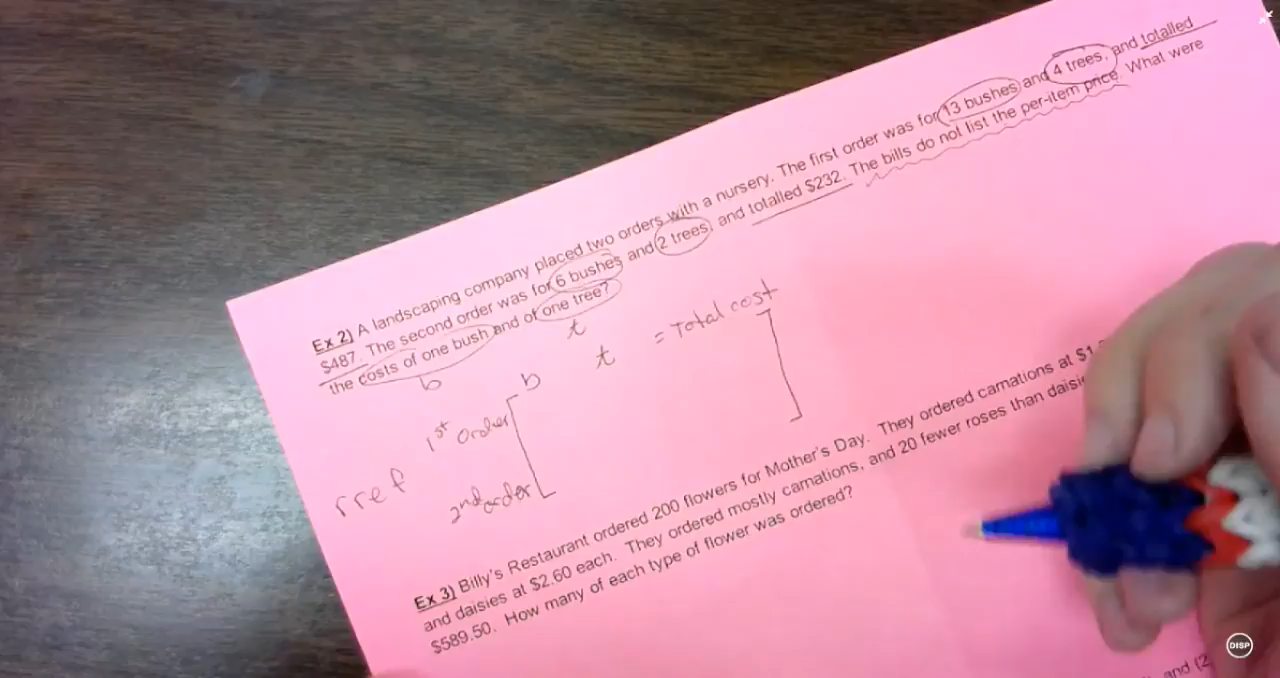 Ex 2) A landscaping company placed two orders with a nursery. The first order was for 13 bushes and 4 trees, and totalled
$487. The second order was for 6 bushes and 2 trees, and totalled $232. The bills do not list the per-item price. What were
the costs of one bush and of one tree?
b t
b t = Total cost
1st Order
rref
2nd order
Ex 3) Billy's Restaurant ordered 200 flowers for Mother's Day. They ordered carnations at $1.
and daisies at $2.60 each. They ordered mostly carnations, and 20 fewer roses than daisi
$589.50. How many of each type of flower was ordered?
and (2
DISP